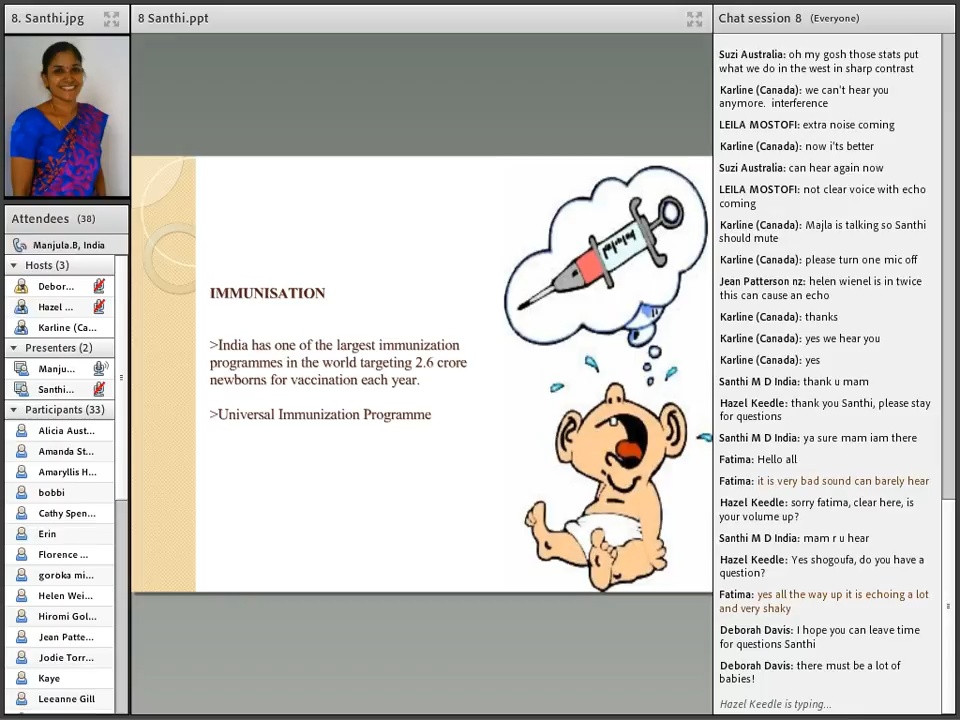 8. Santhi.jpg
8 Santhi.ppt
Chat session 8 (Everyone)
Attendees (38)
Manjula.B, India
Hosts (3)
Debor...
Hazel ...
Karline (Ca...
Presenters (2)
Manju...
Santhi...
Participants (33)
Alicia Aust...
Amanda St...
Amaryllis H...
bobbi
Cathy Spen...
Erin
Florence ...
goroka mi...
Helen Wei...
Hiromi Gol...
Jean Patte...
Jodie Torr...
Kaye
Leeanne Gill
IMMUNISATION
>India has one of the largest immunization
programmes in the world targeting 2.6 crore
newborns for vaccination each year.
>Universal Immunization Programme
Suzi Australia: oh my gosh those stats put
what we do in the west in sharp contrast
Karline (Canada): we can't hear you
anymore. interference
LEILA MOSTOFI: extra noise coming
Karline (Canada): now i'ts better
Suzi Australia: can hear again now
LEILA MOSTOFI: not clear voice with echo
coming
Karline (Canada): Majla is talking so Santhi
should mute
Karline (Canada): please turn one mic off
Jean Patterson nz: helen wienel is in twice
this can cause an echo
Karline (Canada): thanks
Karline (Canada): yes we hear you
Karline (Canada): yes
Santhi M D India: thank u mam
Hazel Keedle: thank you Santhi, please stay
for questions
Santhi M D India: ya sure mam iam there
Fatima: Hello all
Fatima: it is very bad sound can barely hear
Hazel Keedle: sorry fatima, clear here, is
your volume up?
Santhi M D India: mam r u hear
Hazel Keedle: Yes shogoufa, do you have a
question?
Fatima: yes all the way up it is echoing a lot
and very shaky
Deborah Davis: I hope you can leave time
for questions Santhi
Deborah Davis: there must be a lot of
babies!
Hazel Keedle is typing...